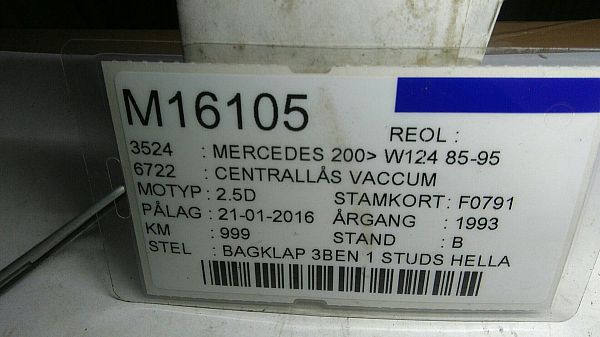 M16105
REOL :
3524 : MERCEDES 200> W124 85-95
6722 : CENTRALLÅS VACCUM
MOTYP : 2.5D STAMKORT : F0791
PÅLAG : 21-01-2016 ÅRGANG : 1993
KM : 999 STAND : B
STEL : BAGKLAP 3BEN 1 STUDS HELLA